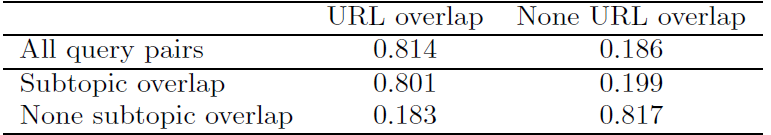 URL overlap None URL overlap
All query pairs 0.814 0.186
Subtopic overlap 0.801 0.199
None subtopic overlap 0.183 0.817